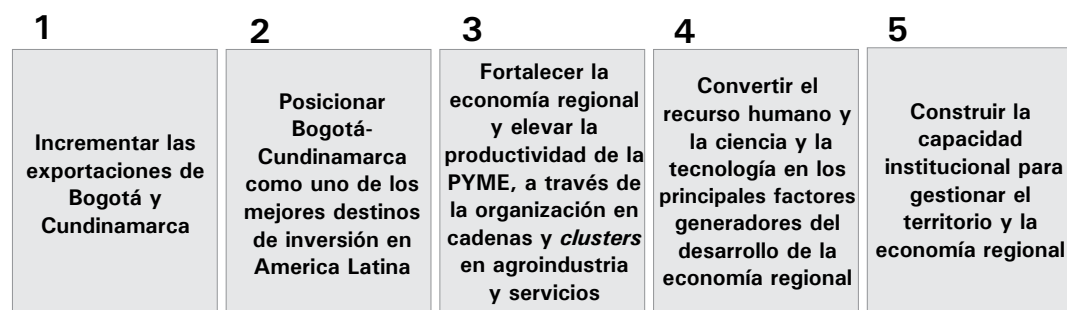 1
Incrementar las
exportaciones de
Bogotá y
Cundinamarca
2
Posicionar
Bogotá-
Cundinamarca
como uno de los
mejores destinos
de inversión en
America Latina
3
Fortalecer la
economía regional
y elevar la
productividad de la
PYME, a través de
la organización en
cadenas y clusters
en agroindustria
y servicios
4
Convertir el
recurso humano y
la ciencia y la
tecnología en los
principales factores
generadores del
desarrollo de la
economía regional
5
Construir la
capacidad
institucional para
gestionar el
territorio y la
economía regional